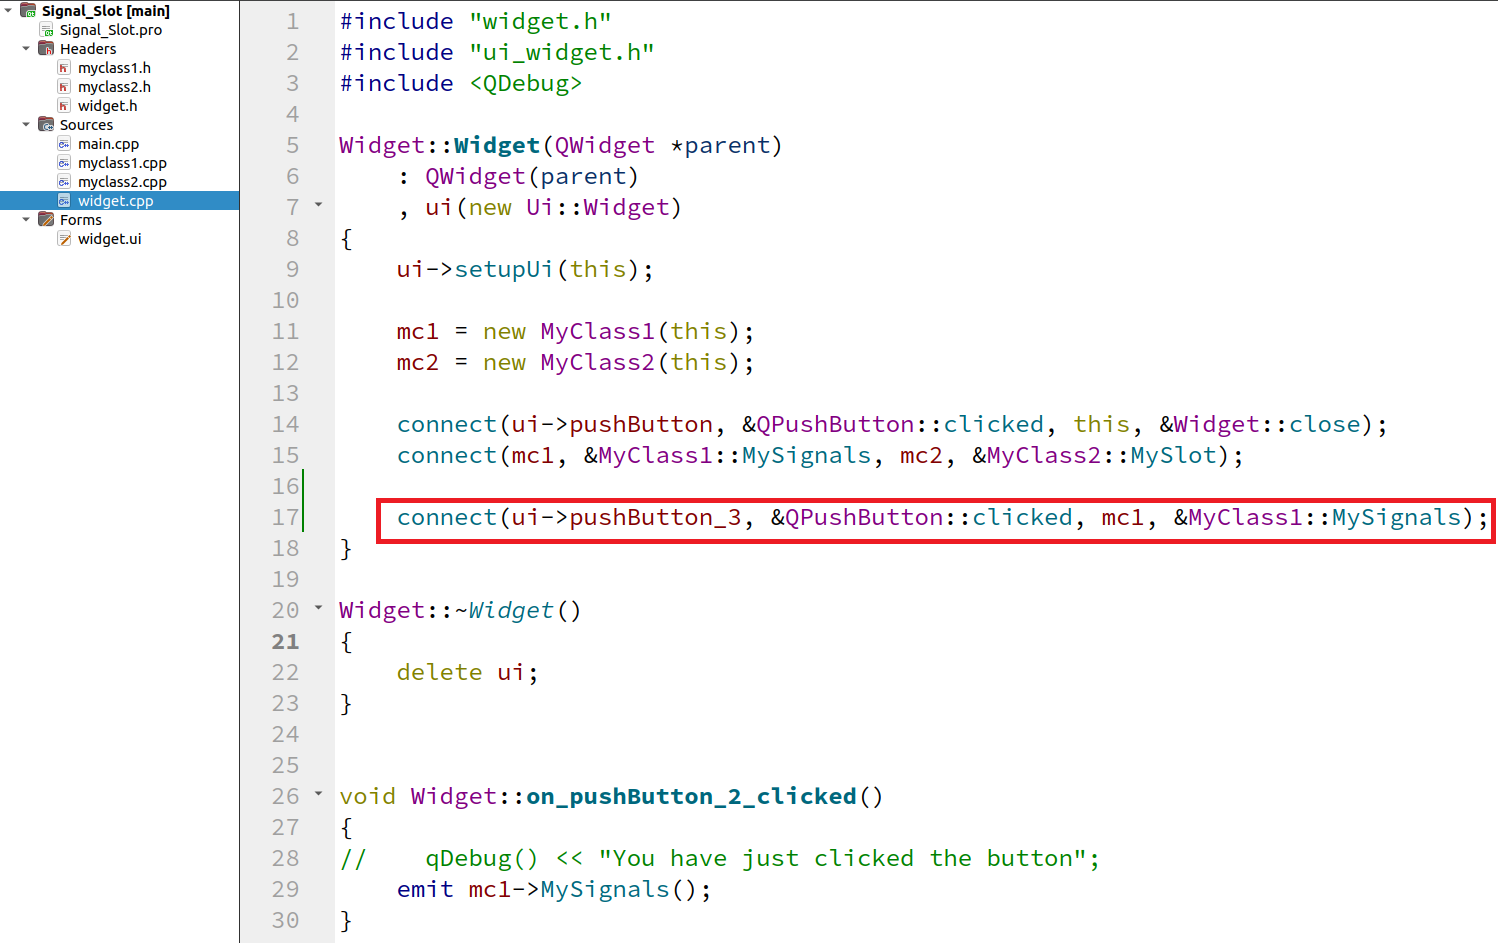 Signal_Slot [main]
Signal_Slot.pro
Headers
myclass1.h
myclass2.h
widget.h
Sources
main.cpp
myclass1.cpp
myclass2.cpp
widget.cpp
Forms
widget.ui
1 #include "widget.h"
2 #include "ui_widget.h"
3 #include <QDebug>
4
5 Widget::Widget(QWidget *parent)
6     : QWidget(parent)
7     , ui(new Ui::Widget)
8 {
9     ui->setupUi(this);
10
11     mc1 = new MyClass1(this);
12     mc2 = new MyClass2(this);
13
14     connect(ui->pushButton, &QPushButton::clicked, this, &Widget::close);
15     connect(mc1, &MyClass1::MySignals, mc2, &MyClass2::MySlot);
16
17     connect(ui->pushButton_3, &QPushButton::clicked, mc1, &MyClass1::MySignals);
18 }
19
20 Widget::~Widget()
21 {
22     delete ui;
23 }
24
25
26 void Widget::on_pushButton_2_clicked()
27 {
28 //    qDebug() << "You have just clicked the button";
29     emit mc1->MySignals();
30 }